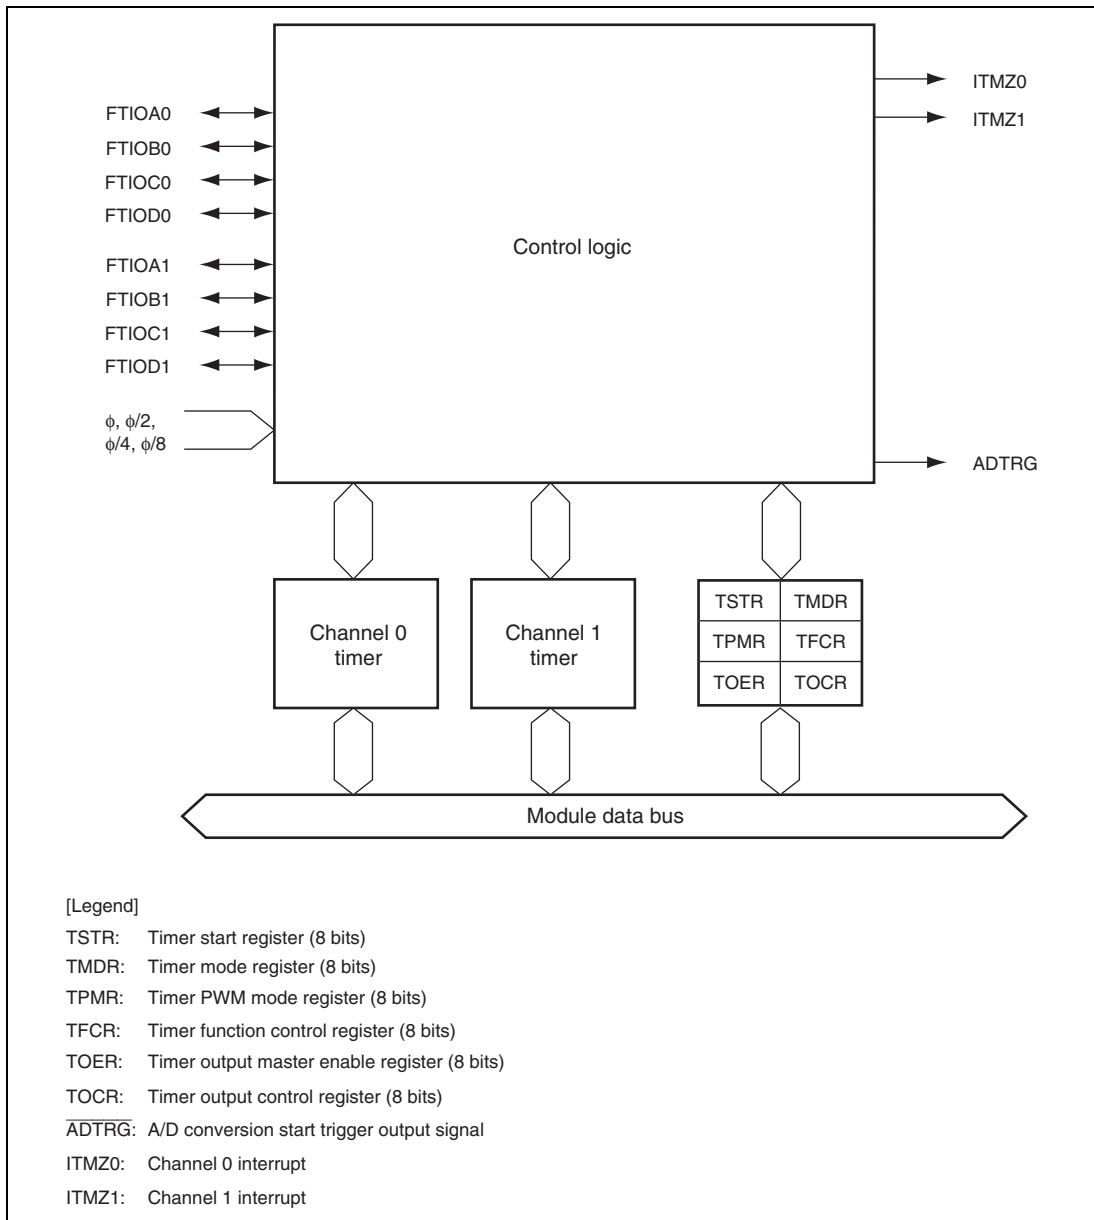 ITMZ0
FTIOA0
ITMZ1
FTIOB0
FTIOC0
FTIOD0
Control logic
FTIOA1
FTIOB1
FTIOC1
FTIOD1
ϕ, ϕ/2,
ϕ/4, ϕ/8
ADTRG
Channel 0
timer
Channel 1
timer
TSTR TMDR
TPMR TFCR
TOER TOCR
Module data bus
[Legend]
TSTR: Timer start register (8 bits)
TMDR: Timer mode register (8 bits)
TPMR: Timer PWM mode register (8 bits)
TFCR: Timer function control register (8 bits)
TOER: Timer output master enable register (8 bits)
TOCR: Timer output control register (8 bits)
A̅D̅T̅R̅G̅: A/D conversion start trigger output signal
ITMZ0: Channel 0 interrupt
ITMZ1: Channel 1 interrupt